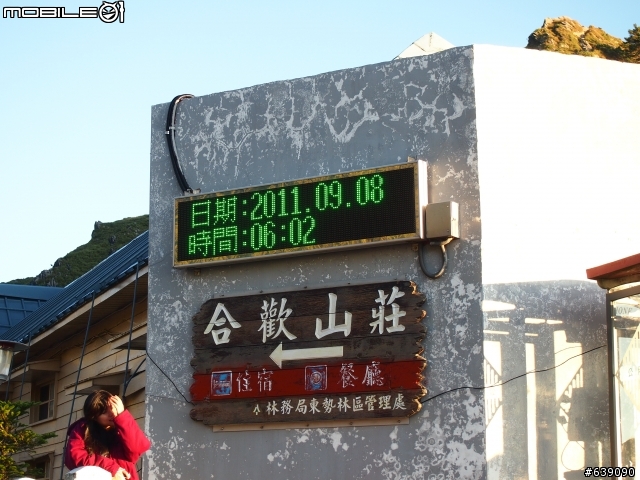 MOBILE01
日期:2011.09.08
時間:06:02
合歡山莊
住宿 餐廳
林務局東勢林區管理處
#639090